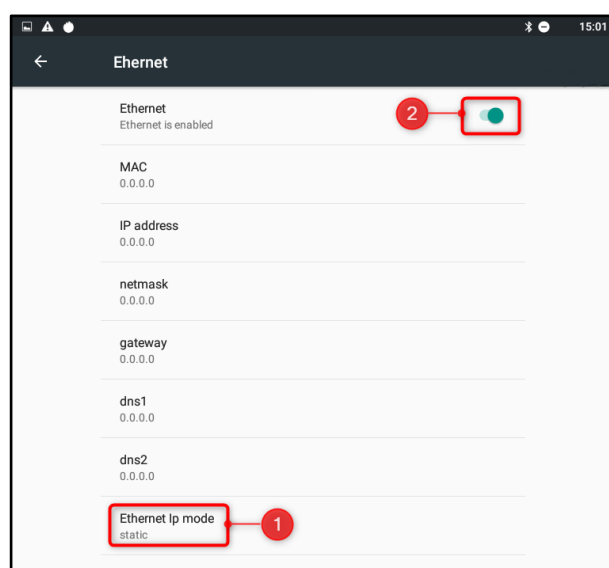 15:01
Ehernet
Ethernet
Ethernet is enabled
2
MAC
0.0.0.0
IP address
0.0.0.0
netmask
0.0.0.0
gateway
0.0.0.0
dns1
0.0.0.0
dns2
0.0.0.0
Ethernet Ip mode
static
1